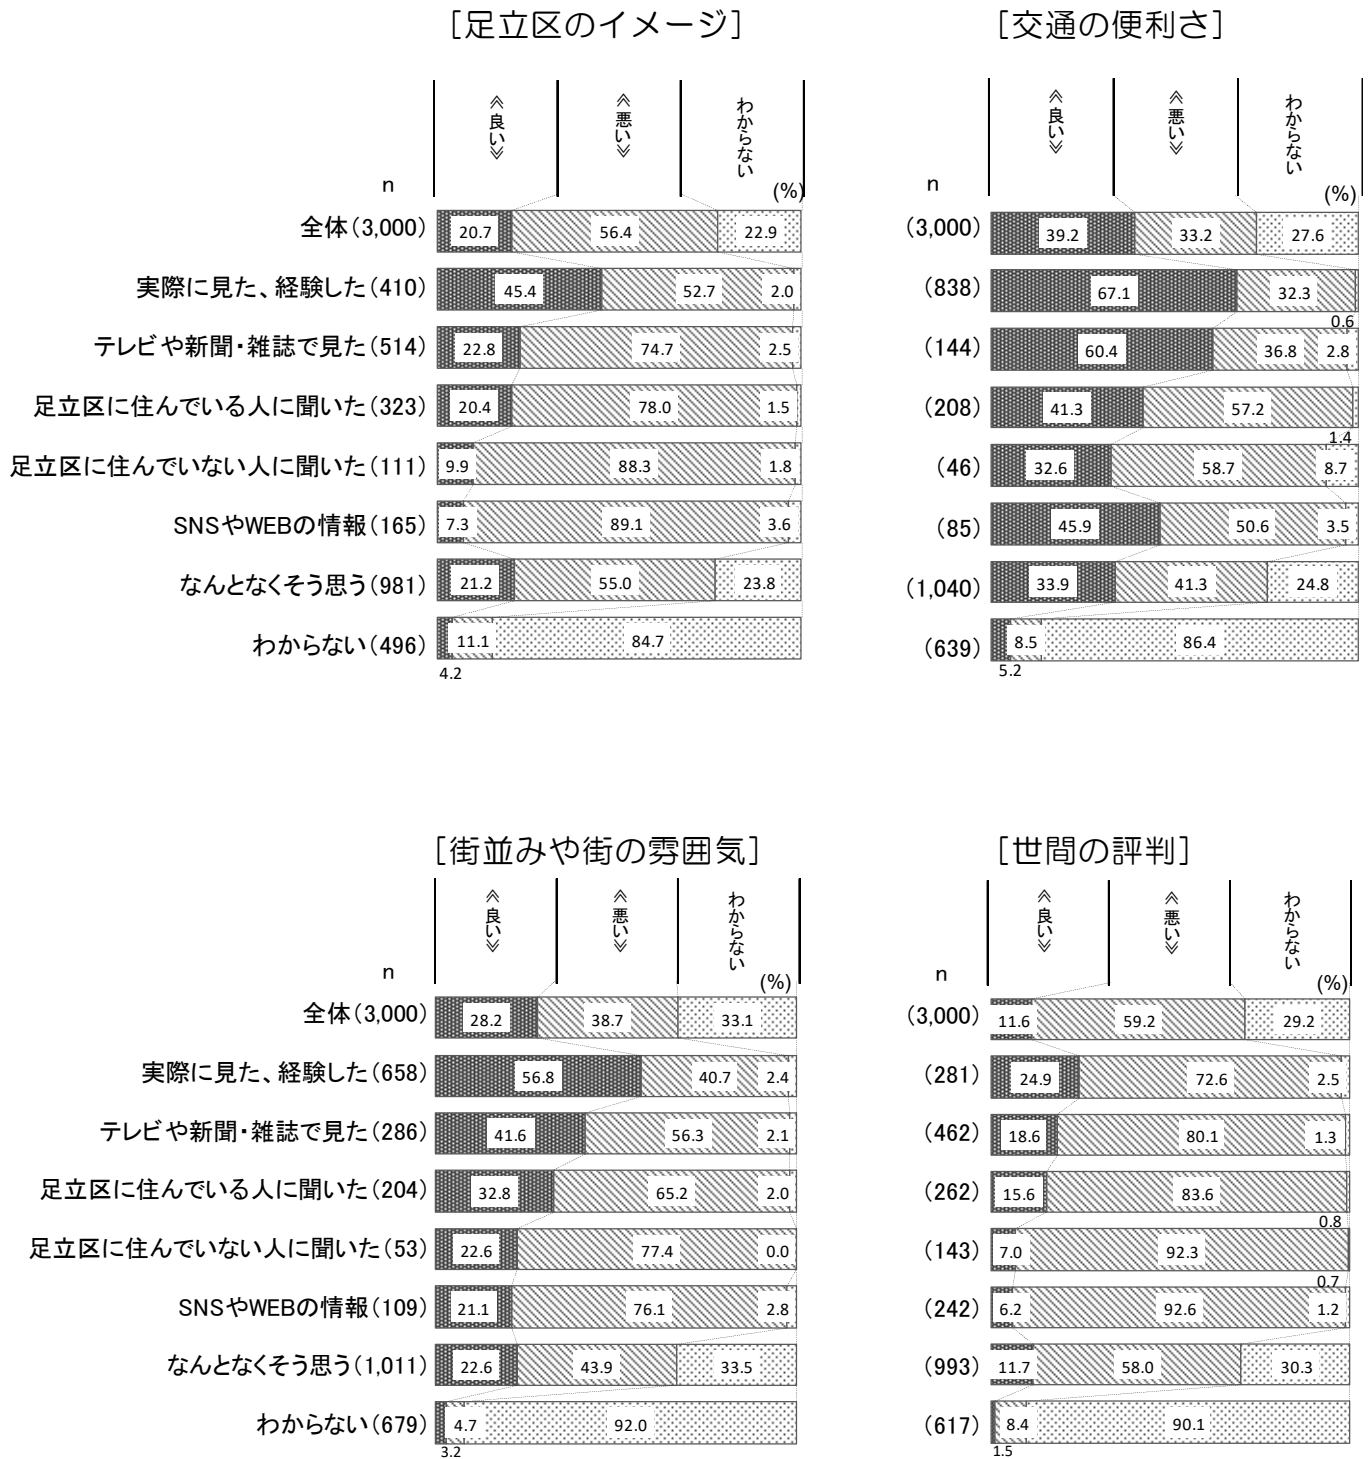 [足立区のイメージ]
≪良い≫
≪悪い≫
わからない
n
(%)
全体(3,000) 20.7 56.4 22.9
実際に見た、経験した(410) 45.4 52.7 2.0
テレビや新聞・雑誌で見た(514) 22.8 74.7 2.5
足立区に住んでいる人に聞いた(323) 20.4 78.0 1.5
足立区に住んでいない人に聞いた(111) 9.9 88.3 1.8
SNSやWEBの情報(165) 7.3 89.1 3.6
なんとなくそう思う(981) 21.2 55.0 23.8
わからない(496) 11.1 84.7
4.2
[交通の便利さ]
≪良い≫
≪悪い≫
わからない
n
(%)
(3,000) 39.2 33.2 27.6
(838) 67.1 32.3
0.6
(144) 60.4 36.8 2.8
(208) 41.3 57.2
1.4
(46) 32.6 58.7 8.7
(85) 45.9 50.6 3.5
(1,040) 33.9 41.3 24.8
(639) 8.5 86.4
5.2
[街並みや街の雰囲気]
≪良い≫
≪悪い≫
わからない
n
(%)
全体(3,000) 28.2 38.7 33.1
実際に見た、経験した(658) 56.8 40.7 2.4
テレビや新聞・雑誌で見た(286) 41.6 56.3 2.1
足立区に住んでいる人に聞いた(204) 32.8 65.2 2.0
足立区に住んでいない人に聞いた(53) 22.6 77.4 0.0
SNSやWEBの情報(109) 21.1 76.1 2.8
なんとなくそう思う(1,011) 22.6 43.9 33.5
わからない(679) 4.7 92.0
3.2
[世間の評判]
≪良い≫
≪悪い≫
わからない
n
(%)
(3,000) 11.6 59.2 29.2
(281) 24.9 72.6 2.5
(462) 18.6 80.1 1.3
(262) 15.6 83.6
0.8
(143) 7.0 92.3
0.7
(242) 6.2 92.6 1.2
(993) 11.7 58.0 30.3
(617) 8.4 90.1
1.5